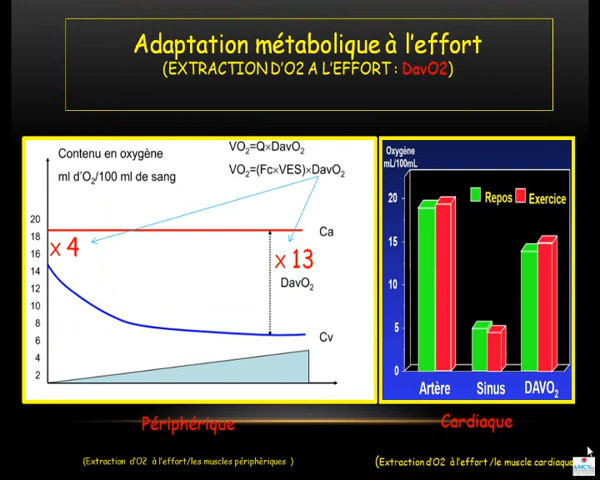 Adaptation métabolique à l'effort
(EXTRACTION D'O2 A L'EFFORT : DavO2)
Contenu en oxygène
ml d'O2/100 ml de sang
VO2=Q×DavO2
VO2=(Fc×VES)×DavO2
20
18
16
14
12
10
8
6
4
2
x 4
x 13
DavO2
Ca
Cv
Oxygène
mL/100mL
20
15
10
5
0
Repos
Exercice
Artère
Sinus
DAVO2
Périphérique
Cardiaque
(Extraction d'O2 à l'effort/les muscles périphèriques )
(Extraction d'O2 à l'effort /le muscle cardiaque
AMCV